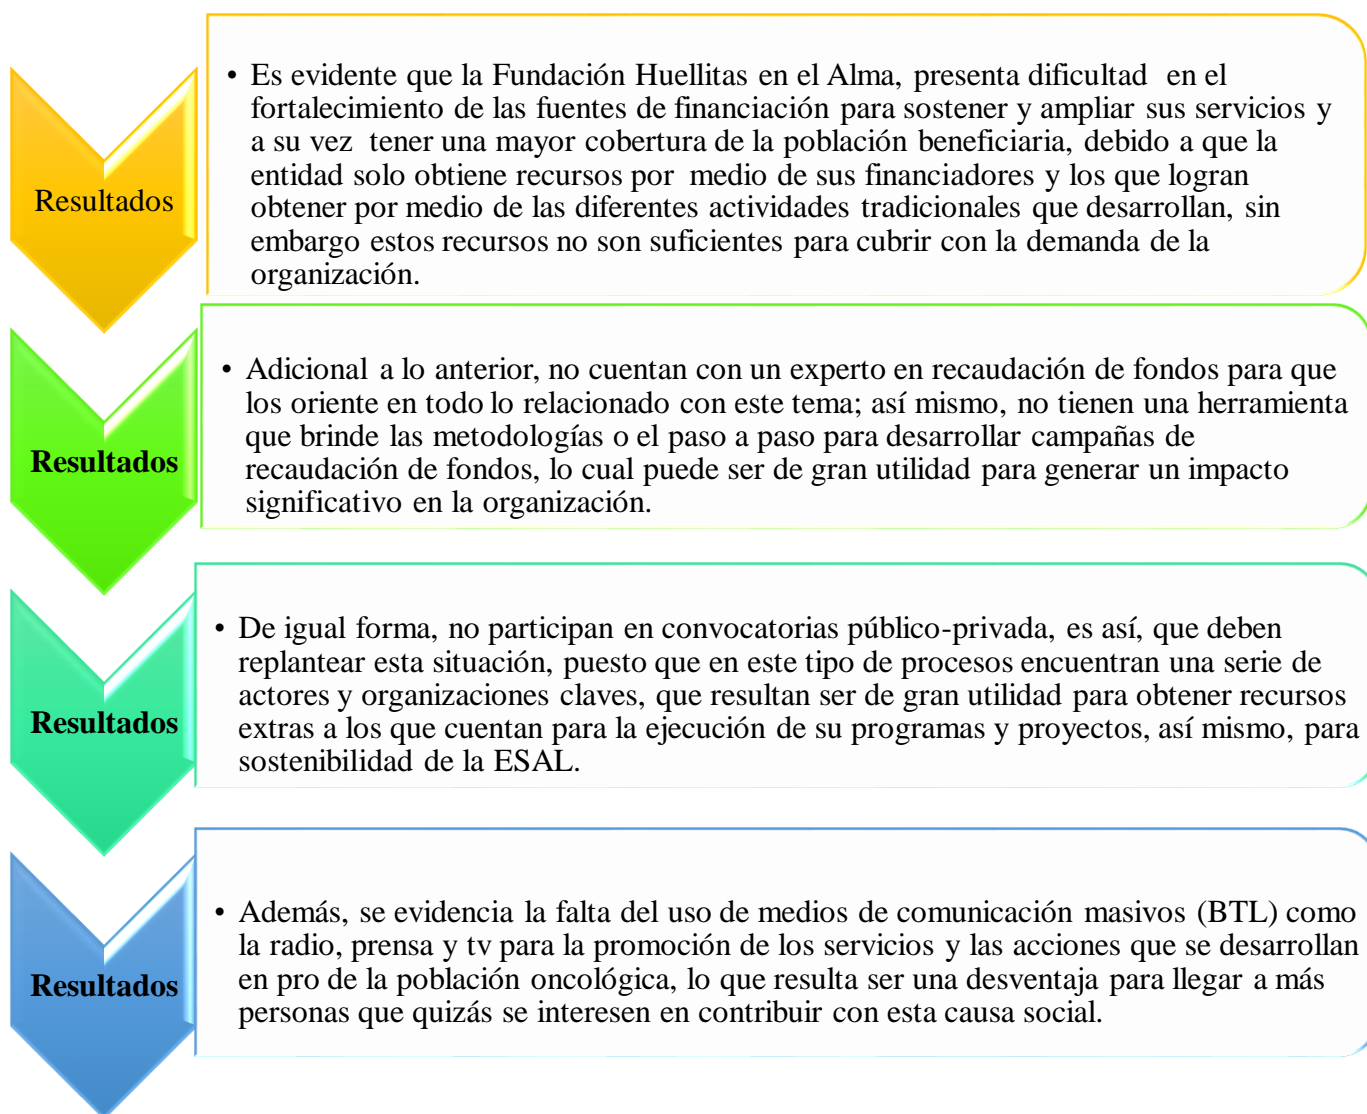 Resultados
• Es evidente que la Fundación Huellitas en el Alma, presenta dificultad en el
fortalecimiento de las fuentes de financiación para sostener y ampliar sus servicios y
a su vez tener una mayor cobertura de la población beneficiaria, debido a que la
entidad solo obtiene recursos por medio de sus financiadores y los que logran
obtener por medio de las diferentes actividades tradicionales que desarrollan, sin
embargo estos recursos no son suficientes para cubrir con la demanda de la
organización.
Resultados
• Adicional a lo anterior, no cuentan con un experto en recaudación de fondos para que
los oriente en todo lo relacionado con este tema; así mismo, no tienen una herramienta
que brinde las metodologías o el paso a paso para desarrollar campañas de
recaudación de fondos, lo cual puede ser de gran utilidad para generar un impacto
significativo en la organización.
Resultados
• De igual forma, no participan en convocatorias público-privada, es así, que deben
replantear esta situación, puesto que en este tipo de procesos encuentran una serie de
actores y organizaciones claves, que resultan ser de gran utilidad para obtener recursos
extras a los que cuentan para la ejecución de su programas y proyectos, así mismo, para
sostenibilidad de la ESAL.
Resultados
• Además, se evidencia la falta del uso de medios de comunicación masivos (BTL) como
la radio, prensa y tv para la promoción de los servicios y las acciones que se desarrollan
en pro de la población oncológica, lo que resulta ser una desventaja para llegar a más
personas que quizás se interesen en contribuir con esta causa social.